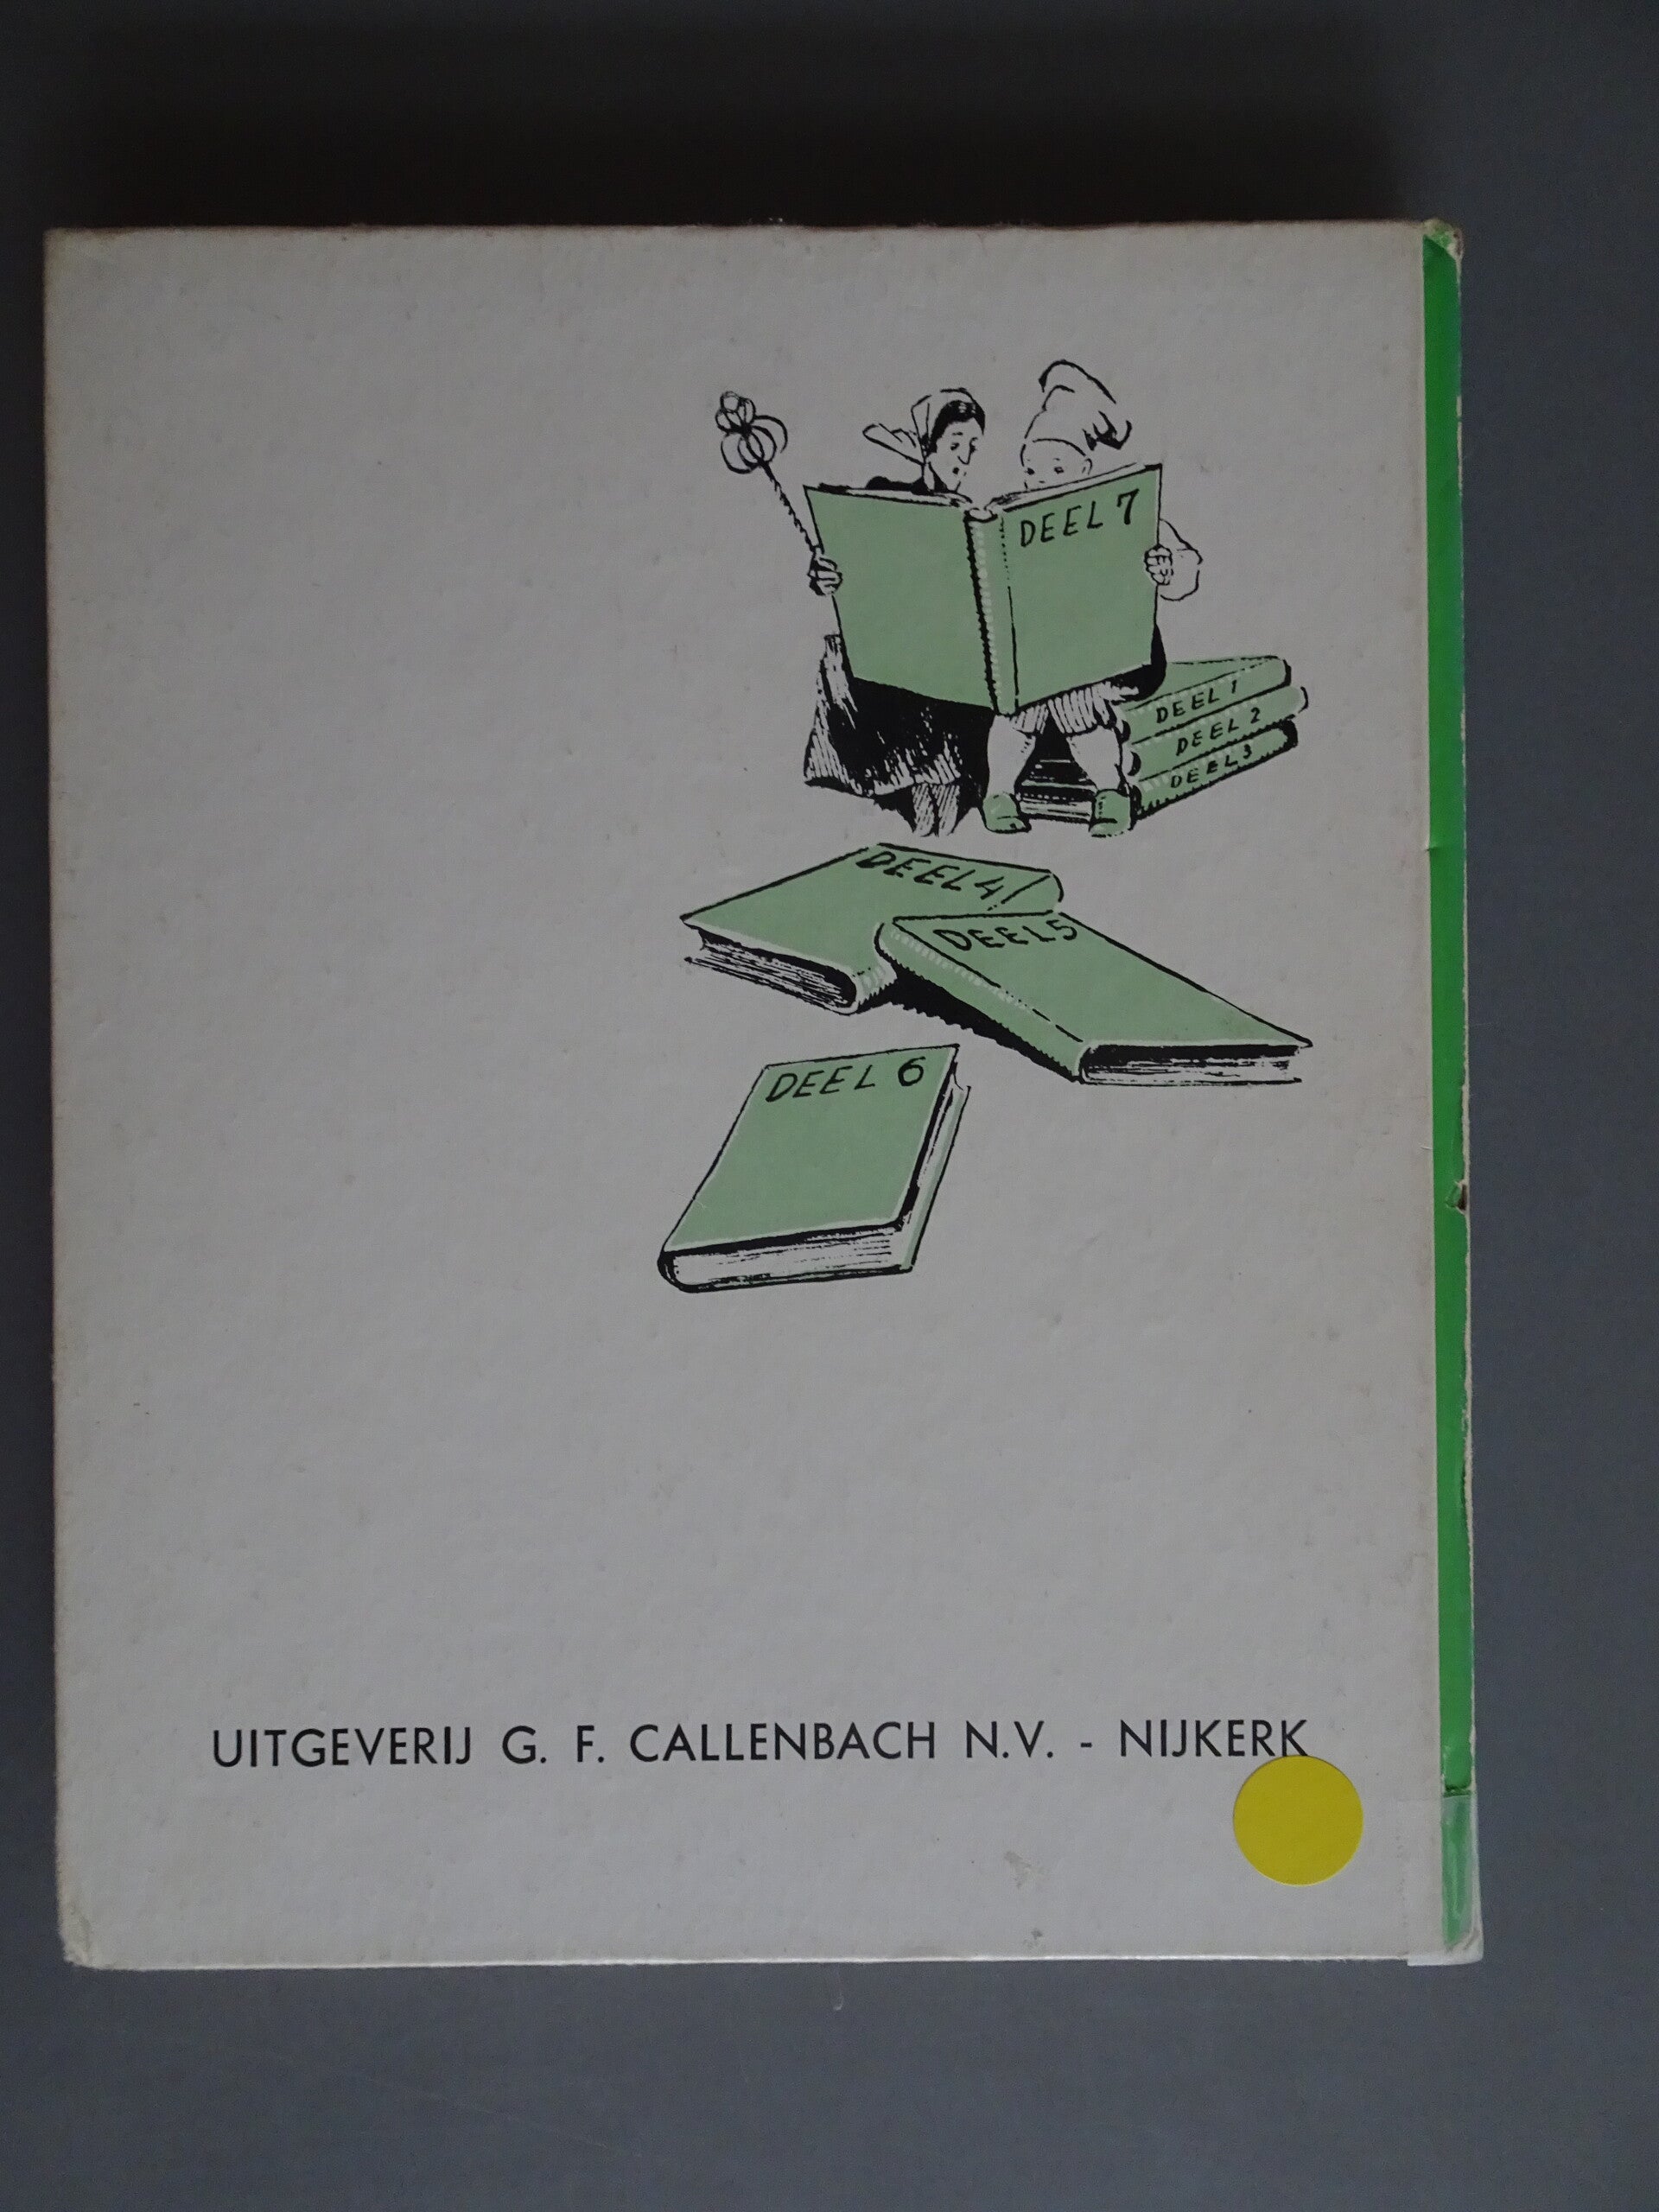 DEEL 7
DEEL 1
DEEL 2
DEEL 3
DEEL 4
DEEL 5
DEEL 6
UITGEVERIJ G. F. CALLENBACH N.V. - NIJKERK